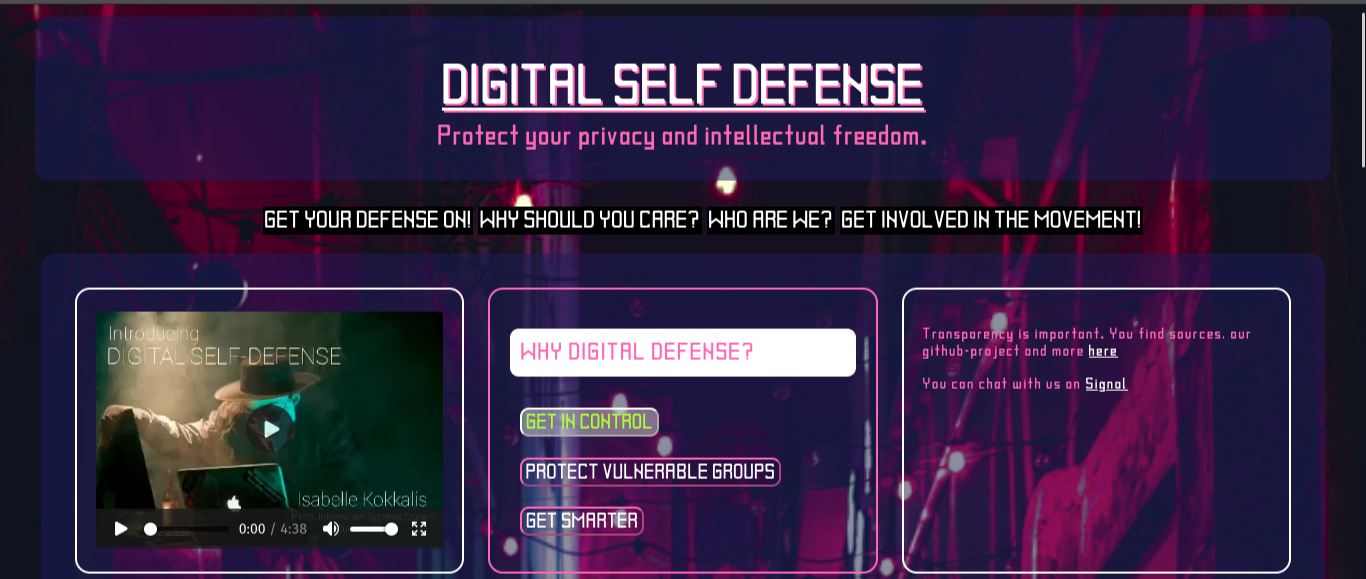 DIGITAL SELF DEFENSE
Protect your privacy and intellectual freedom.
GET YOUR DEFENSE ON! WHY SHOULD YOU CARE? WHO ARE WE? GET INVOLVED IN THE MOVEMENT!
Introducing
DIGITAL SELF-DEFENSE
Isabelle Kokkalis
0:00 / 4:38
WHY DIGITAL DEFENSE?
GET IN CONTROL
PROTECT VULNERABLE GROUPS
GET SMARTER
Transparency is important. You find sources. our
github-project and more here
You can chat with us on Signal